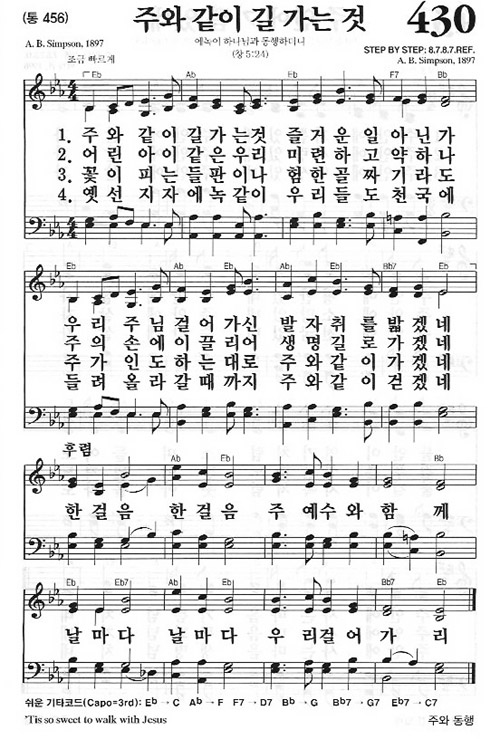 (통 456)
주와 같이 길 가는 것
430
에녹이 하나님과 동행하더니
(창 5:24)
A. B. Simpson, 1897
조금 빠르게
STEP BY STEP: 8.7.8.7.REF.
A. B. Simpson, 1897
Eb Ab Eb F7 Bb
1. 주 와 같 이 길 가 는 것 즐 거 운 일 아 닌 가
2. 어 린 아 이 같 은 우 리 미 련 하 고 약 하 나
3. 꽃 이 피 는 들 판 이 나 험 한 골 짜 기 라 도
4. 옛 선 지 자 에 녹 같 이 우 리 들 도 천 국 에
Eb Ab Eb Ab Eb Bb7 Eb
우 리 주 님 걸 어 가 신 발 자 취 를 밟 겠 네
주 의 손 에 이 끌 리 어 생 명 길 로 가 겠 네
주 가 인 도 하 는 대 로 주 와 같 이 가 겠 네
들 려 올 라 갈 때 까 지 주 와 같 이 걷 겠 네
후렴
Eb Ab Eb Bb
한 걸 음 한 걸 음 주 예 수 와 함 께
Eb Eb7 Ab Eb Bb7 Eb
날 마 다 날 마 다 우 리 걸 어 가 리
쉬운 기타코드(Capo=3rd): Eb → C Ab → F F7 → D7 Bb → G Bb7 → G7 Eb7 → C7
'Tis so sweet to walk with Jesus
주와 동행